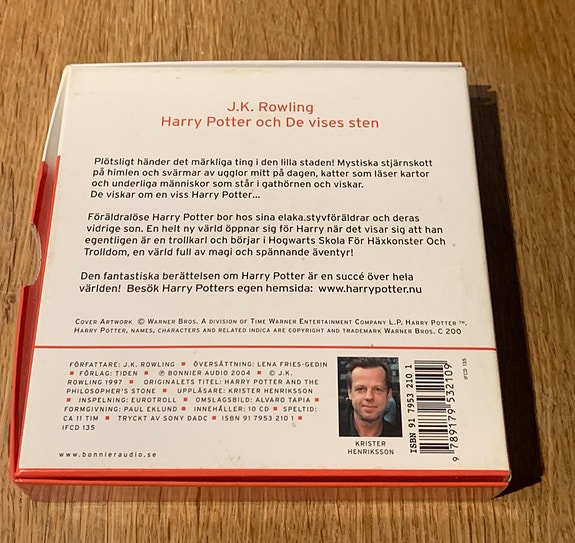 J.K. Rowling
Harry Potter och De vises sten
Plötsligt händer det märkliga ting i den lilla staden! Mystiska stjärnskott
på himlen och svärmar av ugglor mitt på dagen, katter som läser kartor
och underliga människor som står i gathörnen och viskar.
De viskar om en viss Harry Potter...
Föräldralöse Harry Potter bor hos sina elaka.styvföräldrar och deras
vidrige son. En helt ny värld öppnar sig för Harry när det visar sig att han
egentligen är en trollkarl och börjar i Hogwarts Skola För Häxkonster Och
Trolldom, en värld full av magi och spännande äventyr!
Den fantastiska berättelsen om Harry Potter är en succé över hela
världen! Besök Harry Potters egen hemsida: www.harrypotter.nu
Cover Artwork © Warner Bros. A division of Time Warner Entertainment Company L.P. Harry Potter ™,
Harry Potter, names, characters and related indica are copyright and trademark Warner Bros. C 200
FÖRFATTARE: J.K. ROWLING ▪ ÖVERSÄTTNING: LENA FRIES-GEDIN
▪ FÖRLAG: TIDEN ▪ ℗ BONNIER AUDIO 2004 ▪ © J.K.
ROWLING 1997 ▪ ORIGINALETS TITEL: HARRY POTTER AND THE
PHILOSOPHER'S STONE ▪ UPPLÄSARE: KRISTER HENRIKSSON
▪ INSPELNING: EUROTROLL ▪ OMSLAGSBILD: ALVARO TAPIA ▪
FORMGIVNING: PAUL EKLUND ▪ INNEHÅLLER: 10 CD ▪ SPELTID:
CA 11 TIM ▪ TRYCKT AV SONY DADC ▪ ISBN 91 7953 210 1 ▪
IFCD 135
www.bonnieraudio.se
KRISTER
HENRIKSSON
ISBN 91 7953 210 1
9 789179 532109
IFCD 135